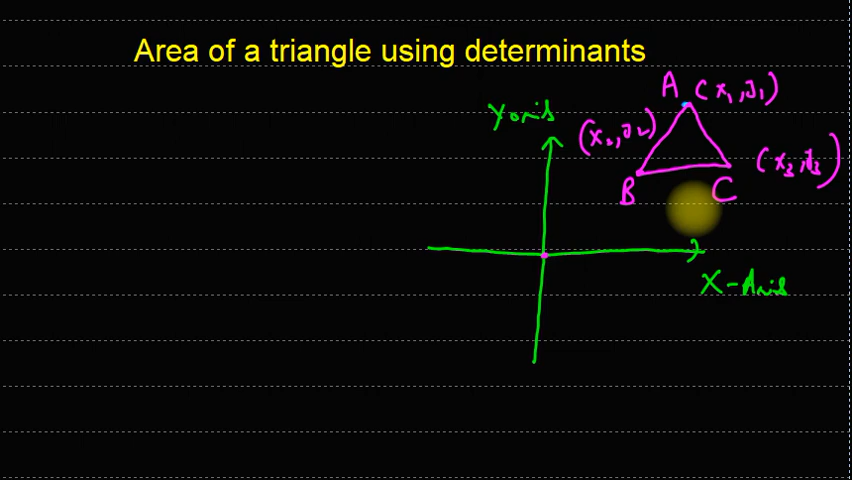 Area of a triangle using determinants
A (x₁,y₁)
Y axis
(x₂,y₂)
(x₃,y₃)
B
C
X-Axis